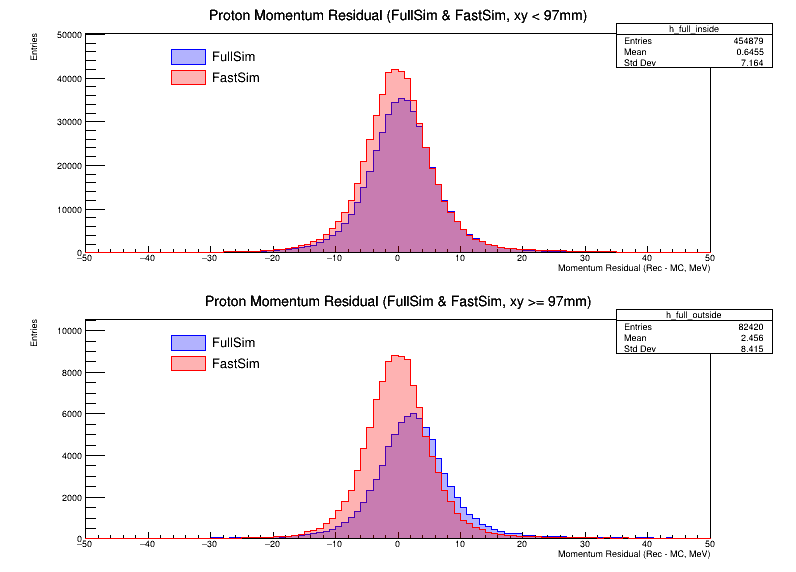 Proton Momentum Residual (FullSim & FastSim, xy < 97mm)
h_full_inside
Entries 454879
Mean 0.6455
Std Dev 7.164
Entries
FullSim
FastSim
50000
40000
30000
20000
10000
0
−50 −40 −30 −20 −10 0 10 20 30 40 50
Momentum Residual (Rec - MC, MeV)
Proton Momentum Residual (FullSim & FastSim, xy >= 97mm)
h_full_outside
Entries 82420
Mean 2.456
Std Dev 8.415
Entries
FullSim
FastSim
10000
8000
6000
4000
2000
0
−50 −40 −30 −20 −10 0 10 20 30 40 50
Momentum Residual (Rec - MC, MeV)